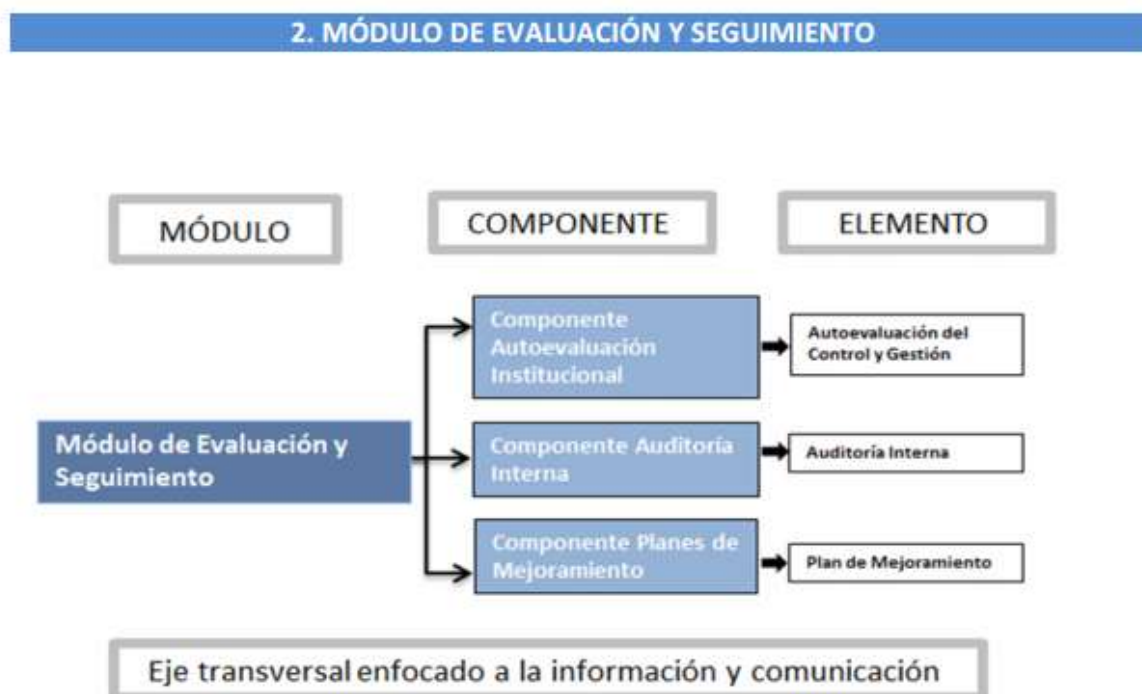 2. MÓDULO DE EVALUACIÓN Y SEGUIMIENTO
MÓDULO
COMPONENTE
ELEMENTO
Componente
Autoevaluación
Institucional
Autoevaluación del
Control y Gestión
Módulo de Evaluación y
Seguimiento
Componente Auditoría
Interna
Auditoría Interna
Componente Planes de
Mejoramiento
Plan de Mejoramiento
Eje transversal enfocado a la información y comunicación